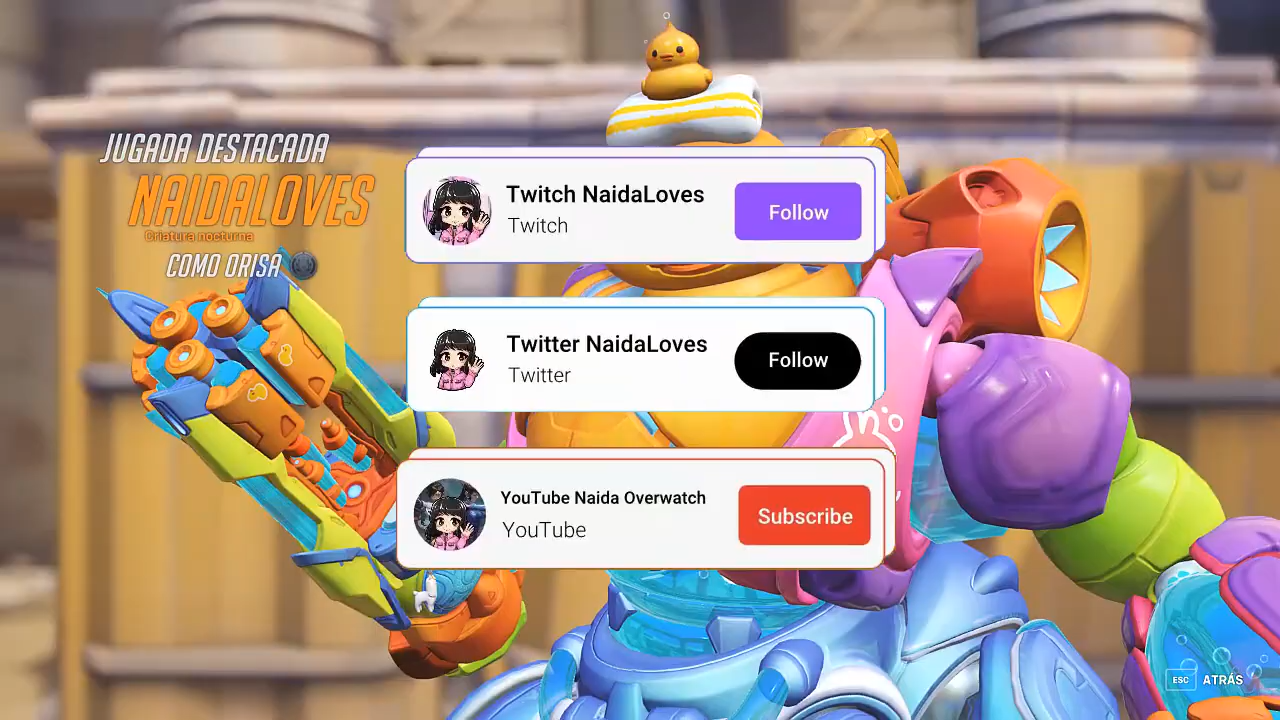 JUGADA DESTACADA
NAIDALOVES
Criatura nocturna
COMO ORISA
Twitch NaidaLoves
Twitch
Follow
Twitter NaidaLoves
Twitter
Follow
YouTube Naida Overwatch
YouTube
Subscribe
ESC ATRÁS